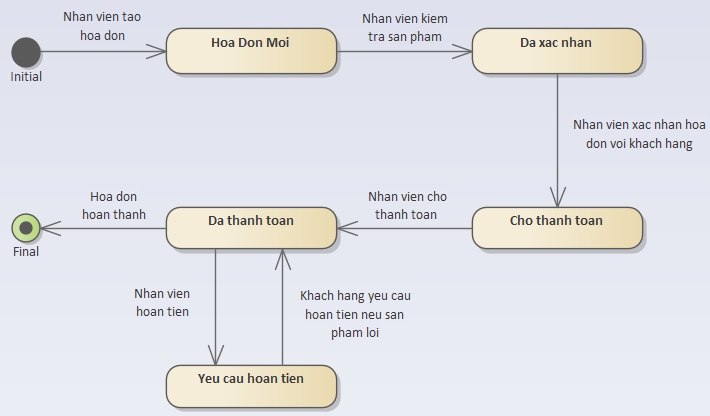 Nhan vien tao
hoa don
Initial
Hoa Don Moi
Nhan vien kiem
tra san pham
Da xac nhan
Nhan vien xac nhan hoa
don voi khach hang
Cho thanh toan
Nhan vien cho
thanh toan
Da thanh toan
Hoa don
hoan thanh
Final
Nhan vien
hoan tien
Khach hang yeu cau
hoan tien neu san
pham loi
Yeu cau hoan tien